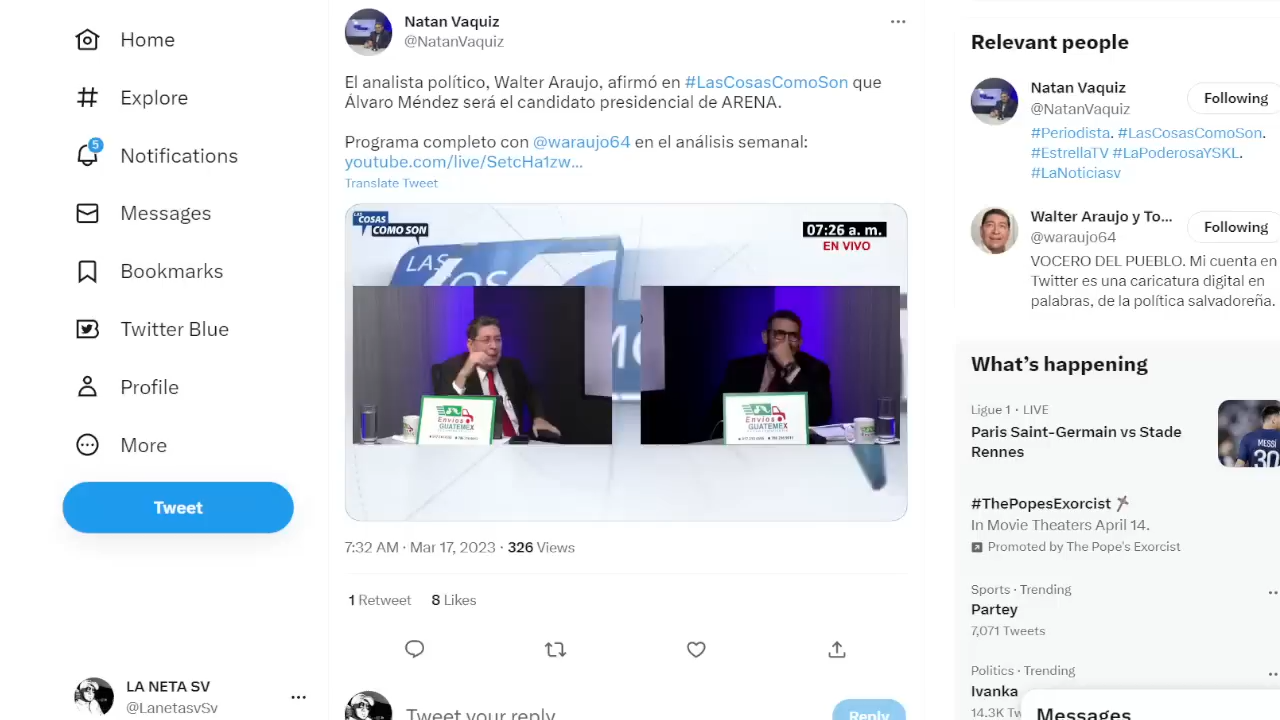 Home
Explore
5
Notifications
Messages
Bookmarks
Twitter Blue
Profile
More
Tweet
LA NETA SV
@LanetasvSv
Natan Vaquiz
@NatanVaquiz
El analista político, Walter Araujo, afirmó en #LasCosasComoSon que
Álvaro Méndez será el candidato presidencial de ARENA.
Programa completo con @waraujo64 en el análisis semanal:
youtube.com/live/SetcHa1zw...
Translate Tweet
LAS
COSAS
COMO SON
07:26 a. m.
EN VIVO
LAS
Envíos
GUATEMEX
Envíos
GUATEMEX
7:32 AM · Mar 17, 2023 · 326 Views
1 Retweet 8 Likes
Tweet your reply
Reply
Relevant people
Natan Vaquiz
@NatanVaquiz
Following
#Periodista. #LasCosasComoSon.
#EstrellaTV #LaPoderosaYSKL.
#LaNoticiasv
Walter Araujo y To...
@waraujo64
Following
VOCERO DEL PUEBLO. Mi cuenta en
Twitter es una caricatura digital en
palabras, de la política salvadoreña.
What's happening
Ligue 1 · LIVE
Paris Saint-Germain vs Stade
Rennes
MESSI
30
#ThePopesExorcist
In Movie Theaters April 14.
Promoted by The Pope's Exorcist
Sports · Trending
Partey
7,071 Tweets
Politics · Trending
Ivanka
14.3K Tw
Messages